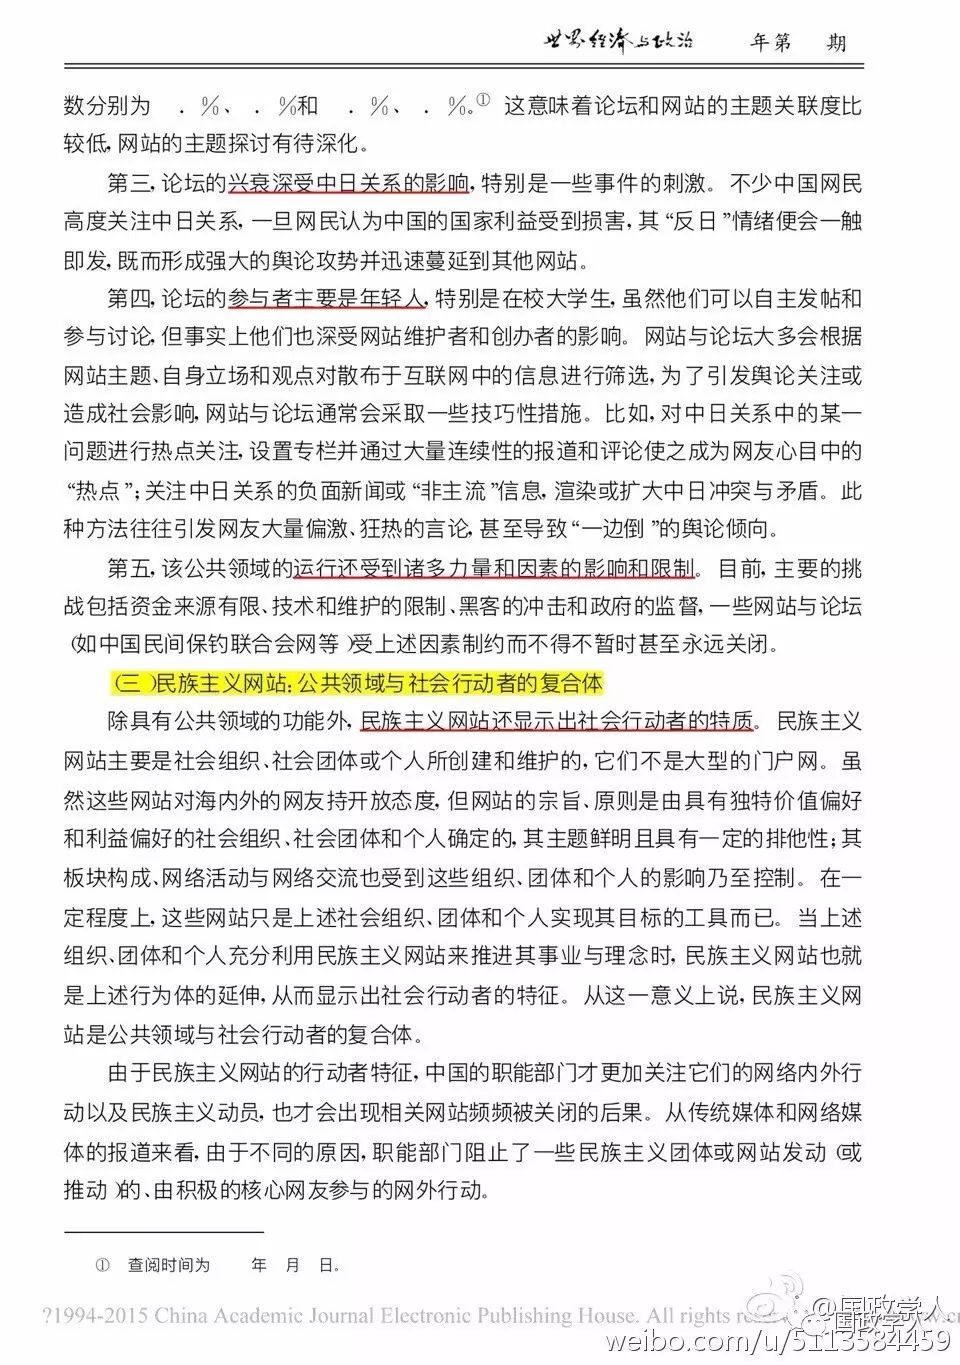 世界经济与政治 年第 期
数分别为 . %、 . %和 . %、 . %。① 这意味着论坛和网站的主题关联度比
较低,网站的主题探讨有待深化。
第三,论坛的兴衰深受中日关系的影响,特别是一些事件的刺激。不少中国网民
高度关注中日关系,一旦网民认为中国的国家利益受到损害,其“反日”情绪便会一触
即发,既而形成强大的舆论攻势并迅速蔓延到其他网站。
第四,论坛的参与者主要是年轻人,特别是在校大学生,虽然他们可以自主发帖和
参与讨论,但事实上他们也深受网站维护者和创办者的影响。网站与论坛大多会根据
网站主题、自身立场和观点对散布于互联网中的信息进行筛选,为了引发舆论关注或
造成社会影响,网站与论坛通常会采取一些技巧性措施。比如,对中日关系中的某一
问题进行热点关注,设置专栏并通过大量连续性的报道和评论使之成为网友心目中的
“热点”;关注中日关系的负面新闻或“非主流”信息,渲染或扩大中日冲突与矛盾。此
种方法往往引发网友大量偏激、狂热的言论,甚至导致“一边倒”的舆论倾向。
第五,该公共领域的运行还受到诸多力量和因素的影响和限制。目前,主要的挑
战包括资金来源有限、技术和维护的限制、黑客的冲击和政府的监督,一些网站与论坛
(如中国民间保钓联合会网等)受上述因素制约而不得不暂时甚至永远关闭。
(三)民族主义网站:公共领域与社会行动者的复合体
除具有公共领域的功能外,民族主义网站还显示出社会行动者的特质。民族主义
网站主要是社会组织、社会团体或个人所创建和维护的,它们不是大型的门户网。虽
然这些网站对海内外的网友持开放态度,但网站的宗旨、原则是由具有独特价值偏好
和利益偏好的社会组织、社会团体和个人确定的,其主题鲜明且具有一定的排他性;其
板块构成、网络活动与网络交流也受到这些组织、团体和个人的影响乃至控制。在一
定程度上,这些网站只是上述社会组织、团体和个人实现其目标的工具而已。当上述
组织、团体和个人充分利用民族主义网站来推进其事业与理念时,民族主义网站也就
是上述行为体的延伸,从而显示出社会行动者的特征。从这一意义上说,民族主义网
站是公共领域与社会行动者的复合体。
由于民族主义网站的行动者特征,中国的职能部门才更加关注它们的网络内外行
动以及民族主义动员,也才会出现相关网站频频被关闭的后果。从传统媒体和网络媒
体的报道来看,由于不同的原因,职能部门阻止了一些民族主义团体或网站发动(或
推动)的、由积极的核心网友参与的网外行动。
① 查阅时间为 年 月 日。
?1994-2015 China Academic Journal Electronic Publishing House. All rights
@国政学人
国政学人
weibo.com/u/5113584459